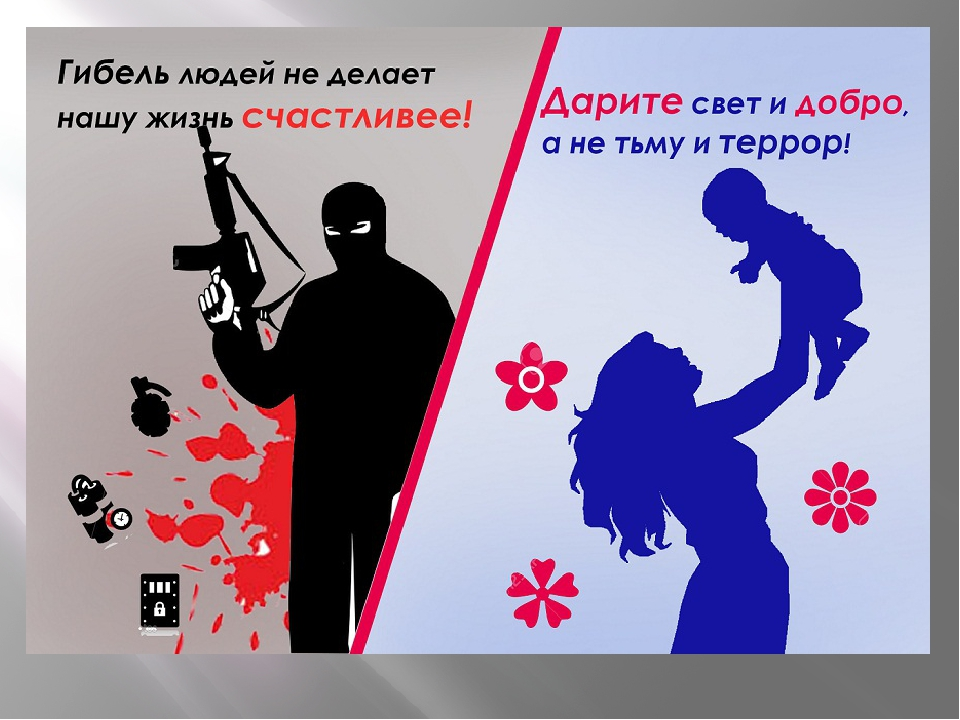 Гибель людей не делает
нашу жизнь счастливее!
Дарите свет и добро,
а не тьму и террор!